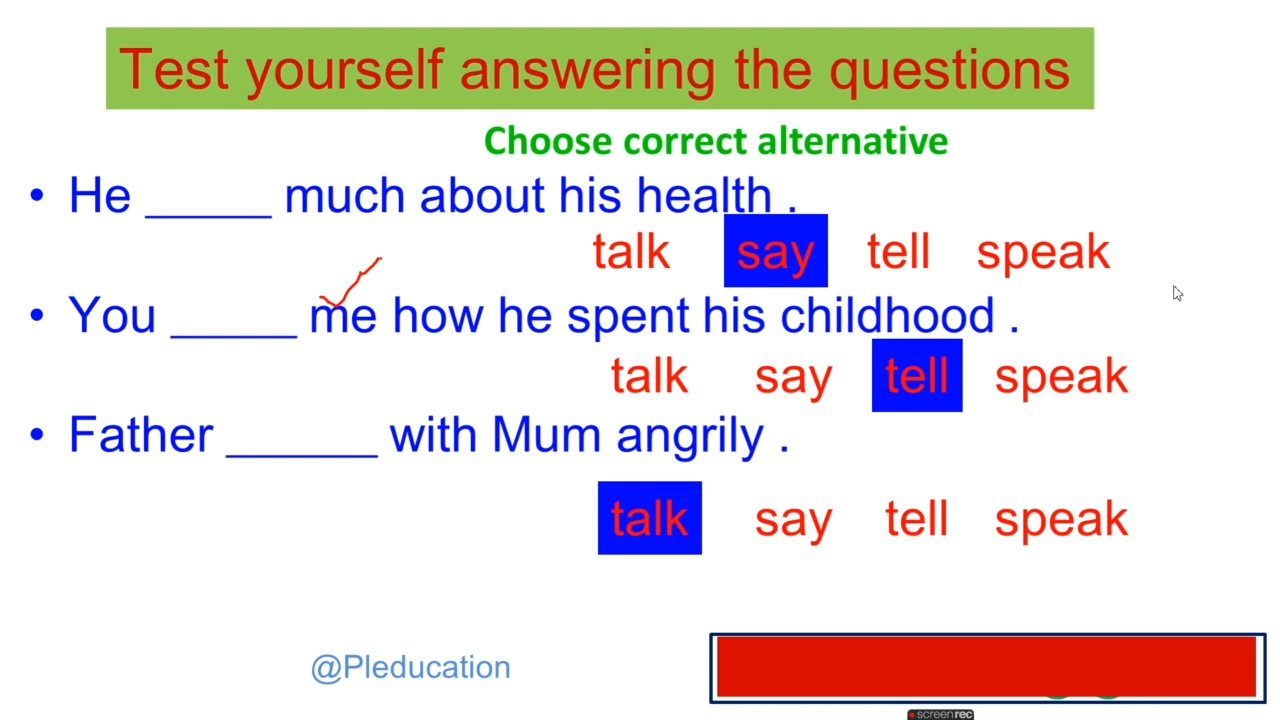 Test yourself answering the questions
Choose correct alternative
• He _____ much about his health .
talk say tell speak
• You _____ me how he spent his childhood .
talk say tell speak
• Father ______ with Mum angrily .
talk say tell speak
@Pleducation
screenrec